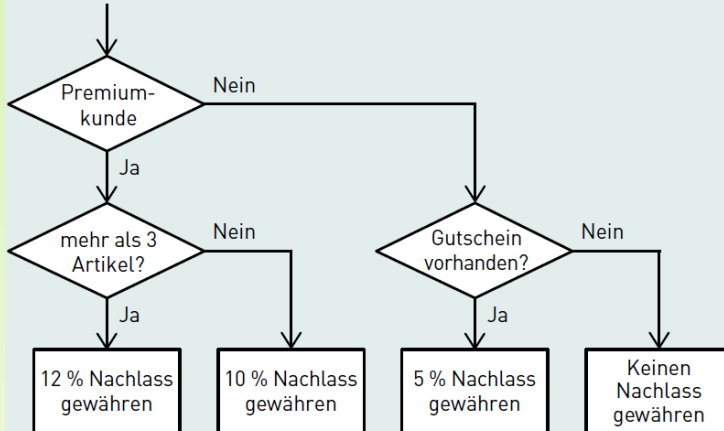 Premium-
kunde
Nein
Ja
mehr als 3
Artikel?
Nein
Gutschein
vorhanden?
Nein
Ja
Ja
12 % Nachlass
gewähren
10 % Nachlass
gewähren
5 % Nachlass
gewähren
Keinen
Nachlass
gewähren